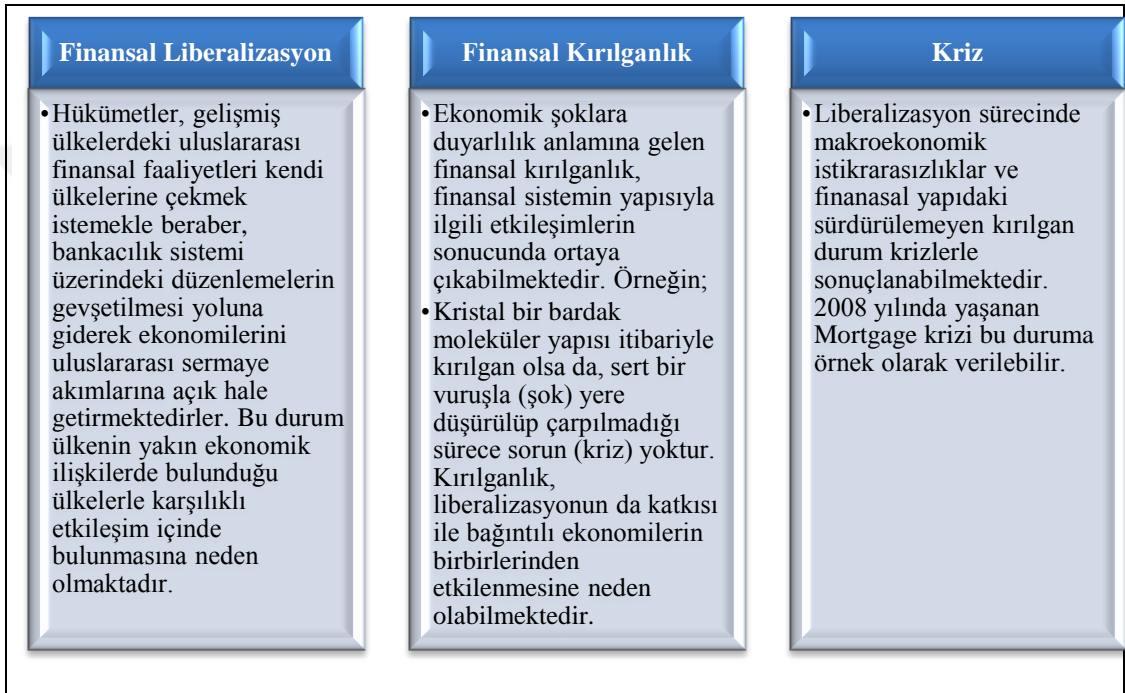 Finansal Liberalizasyon
•Hükümetler, gelişmiş
ülkelerdeki uluslararası
finansal faaliyetleri kendi
ülkelerine çekmek
istemekle beraber,
bankacılık sistemi
üzerindeki düzenlemelerin
gevşetilmesi yoluna
giderek ekonomilerini
uluslararası sermaye
akımlarına açık hale
getirmektedirler. Bu durum
ülkenin yakın ekonomik
ilişkilerde bulunduğu
ülkelerle karşılıklı
etkileşim içinde
bulunmasına neden
olmaktadır.
Finansal Kırılganlık
•Ekonomik şoklara
duyarlılık anlamına gelen
finansal kırılganlık,
finansal sistemin yapısıyla
ilgili etkileşimlerin
sonucunda ortaya
çıkabilmektedir. Örneğin;
•Kristal bir bardak
moleküler yapısı itibariyle
kırılgan olsa da, sert bir
vuruşla (şok) yere
düşürülüp çarpılmadığı
sürece sorun (kriz) yoktur.
Kırılganlık,
liberalizasyonun da katkısı
ile bağıntılı ekonomilerin
birbirlerinden
etkilenmesine neden
olabilmektedir.
Kriz
•Liberalizasyon sürecinde
makroekonomik
istikrarasızlıklar ve
finanasal yapıdaki
sürdürülemeyen kırılgan
durum krizlerle
sonuçlanabilmektedir.
2008 yılında yaşanan
Mortgage krizi bu duruma
örnek olarak verilebilir.